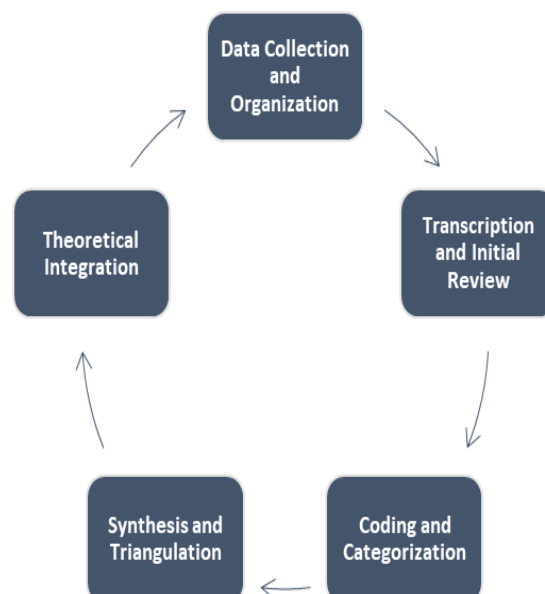 Data Collection
and
Organization
Transcription
and Initial
Review
Coding and
Categorization
Synthesis and
Triangulation
Theoretical
Integration